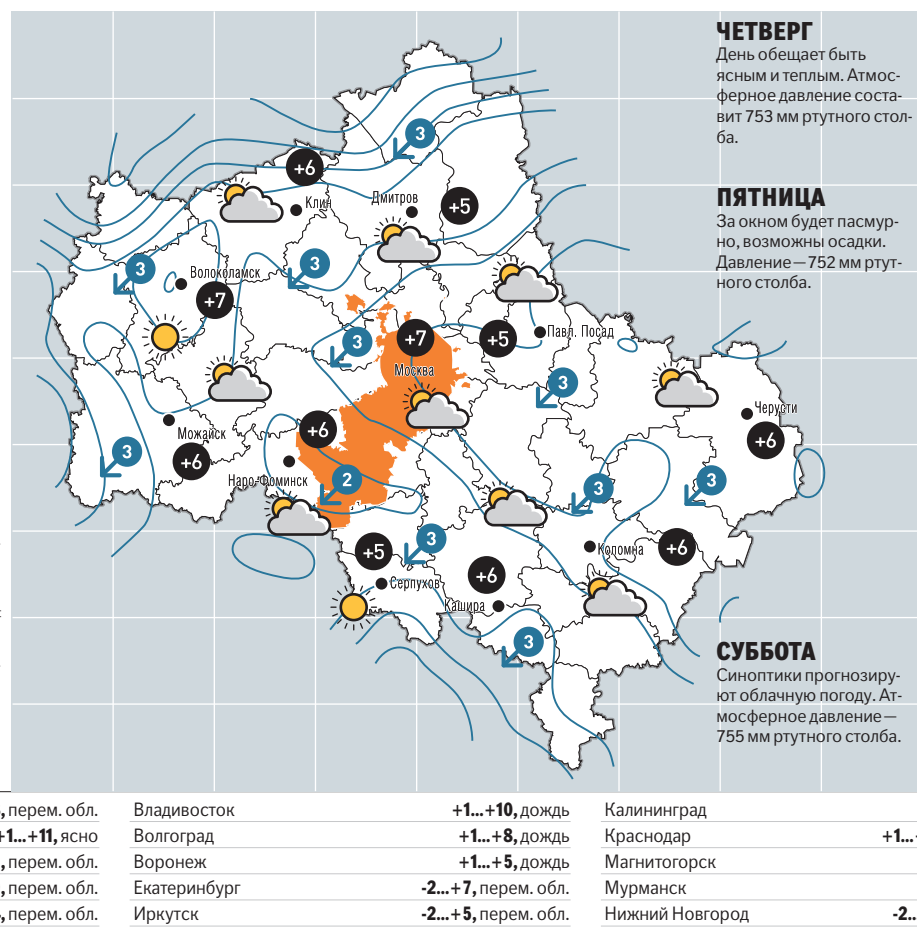 ЧЕТВЕРГ
День обещает быть
ясным и теплым. Атмос-
ферное давление соста-
вит 753 мм ртутного стол-
ба.
ПЯТНИЦА
За окном будет пасмур-
но, возможны осадки.
Давление — 752 мм ртут-
ного столба.
СУББОТА
Синоптики прогнозиру-
ют облачную погоду. Ат-
мосферное давление —
755 мм ртутного столба.
3
+6
Клин
Дмитров
+5
3
Волоколамск
3
+7
3
+7
+5
Павл. Посад
Москва
3
Черусти
+6
Можайск
+6
3
+6
Наро-Фоминск
2
3
3
3
+5
Коломна
+6
Серпухов
+6
Кашира
3
, перем. обл.
+1...+11, ясно
, перем. обл.
, перем. обл.
, перем. обл.
Владивосток +1...+10, дождь
Волгоград +1...+8, дождь
Воронеж +1...+5, дождь
Екатеринбург -2...+7, перем. обл.
Иркутск -2...+5, перем. обл.
Калининград
Краснодар +1...
Магнитогорск
Мурманск
Нижний Новгород -2...